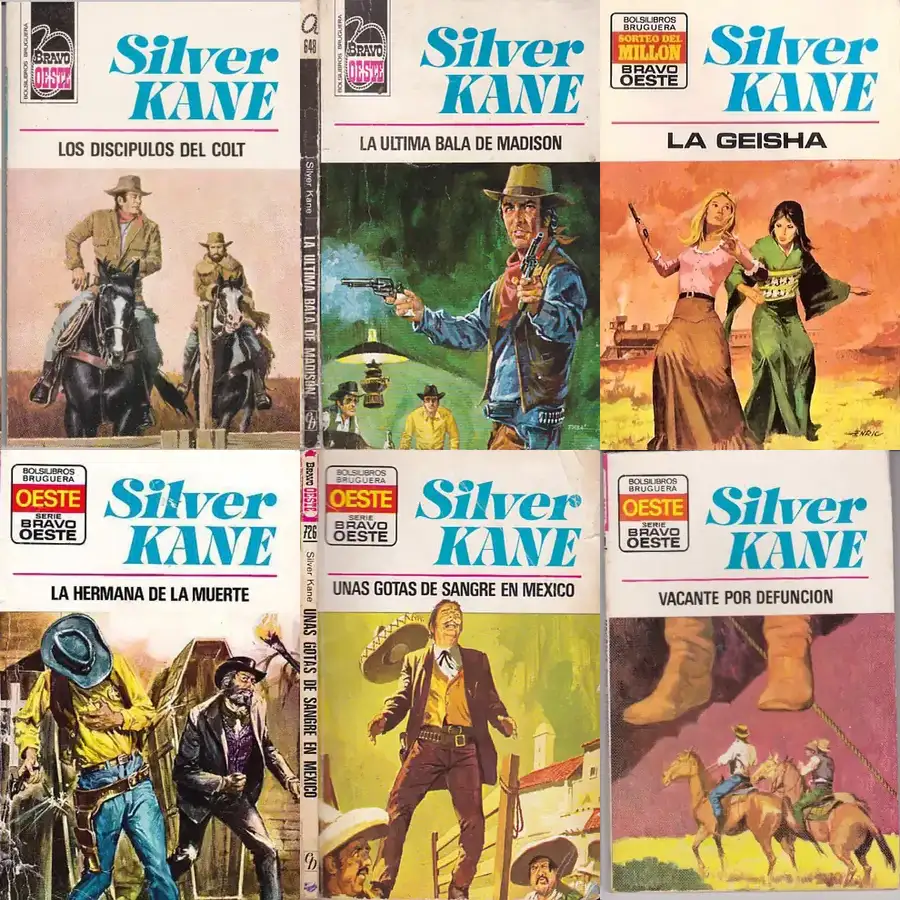 BOLSILIBROS BRUGUERA
BRAVO
OESTE
Silver
KANE
LOS DISCIPULOS DEL COLT
648
Silver Kane
LA ULTIMA BALA DE MADISON
BOLSILIBROS BRUGUERA
BRAVO
OESTE
Silver
KANE
LA ULTIMA BALA DE MADISON
BOLSILIBROS
BRUGUERA
SORTEO DEL
MILLON
BRAVO
OESTE
Silver
KANE
LA GEISHA
ENRIC
BOLSILIBROS
BRUGUERA
OESTE
SERIE
BRAVO
OESTE
Silver
KANE
LA HERMANA DE LA MUERTE
BRAVO
OESTE
726
Silver Kane
UNAS GOTAS DE SANGRE EN MEXICO
BOLSILIBROS
BRUGUERA
OESTE
SERIE
BRAVO
OESTE
Silver
KANE
UNAS GOTAS DE SANGRE EN MEXICO
BOLSILIBROS
BRUGUERA
OESTE
SERIE
BRAVO
OESTE
Silver
KANE
VACANTE POR DEFUNCION